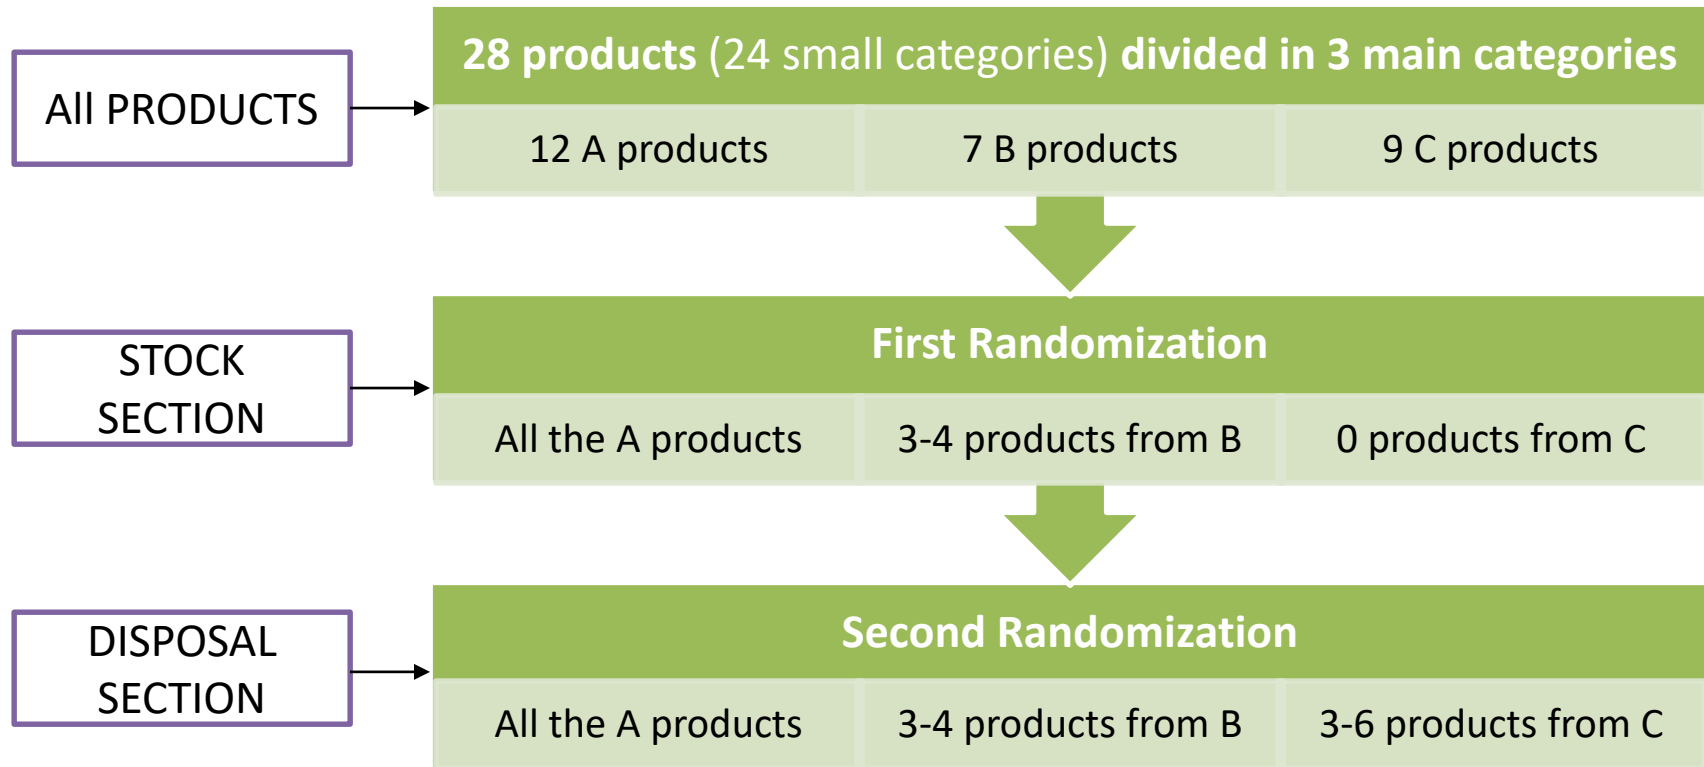 All PRODUCTS
28 products (24 small categories) divided in 3 main categories
12 A products
7 B products
9 C products
STOCK
SECTION
First Randomization
All the A products
3-4 products from B
0 products from C
DISPOSAL
SECTION
Second Randomization
All the A products
3-4 products from B
3-6 products from C